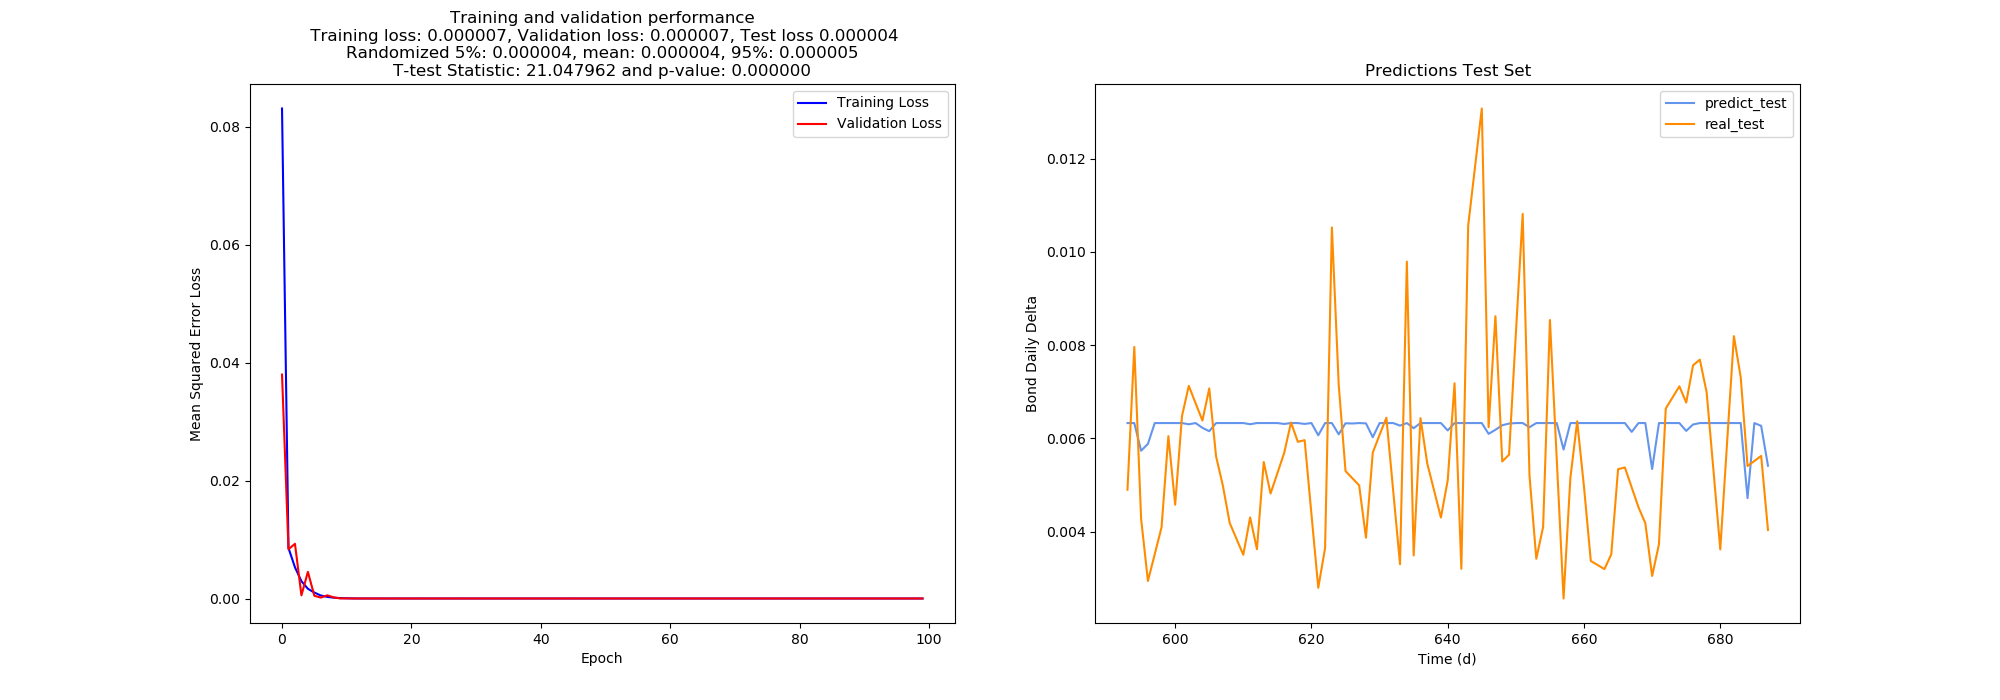 Training and validation performance
Training loss: 0.000007, Validation loss: 0.000007, Test loss 0.000004
Randomized 5%: 0.000004, mean: 0.000004, 95%: 0.000005
T-test Statistic: 21.047962 and p-value: 0.000000
Training Loss
Validation Loss
0.08
0.06
0.04
0.02
0.00
Mean Squared Error Loss
0
20
40
60
80
100
Epoch
Predictions Test Set
predict_test
real_test
0.012
0.010
0.008
0.006
0.004
Bond Daily Delta
600
620
640
660
680
Time (d)